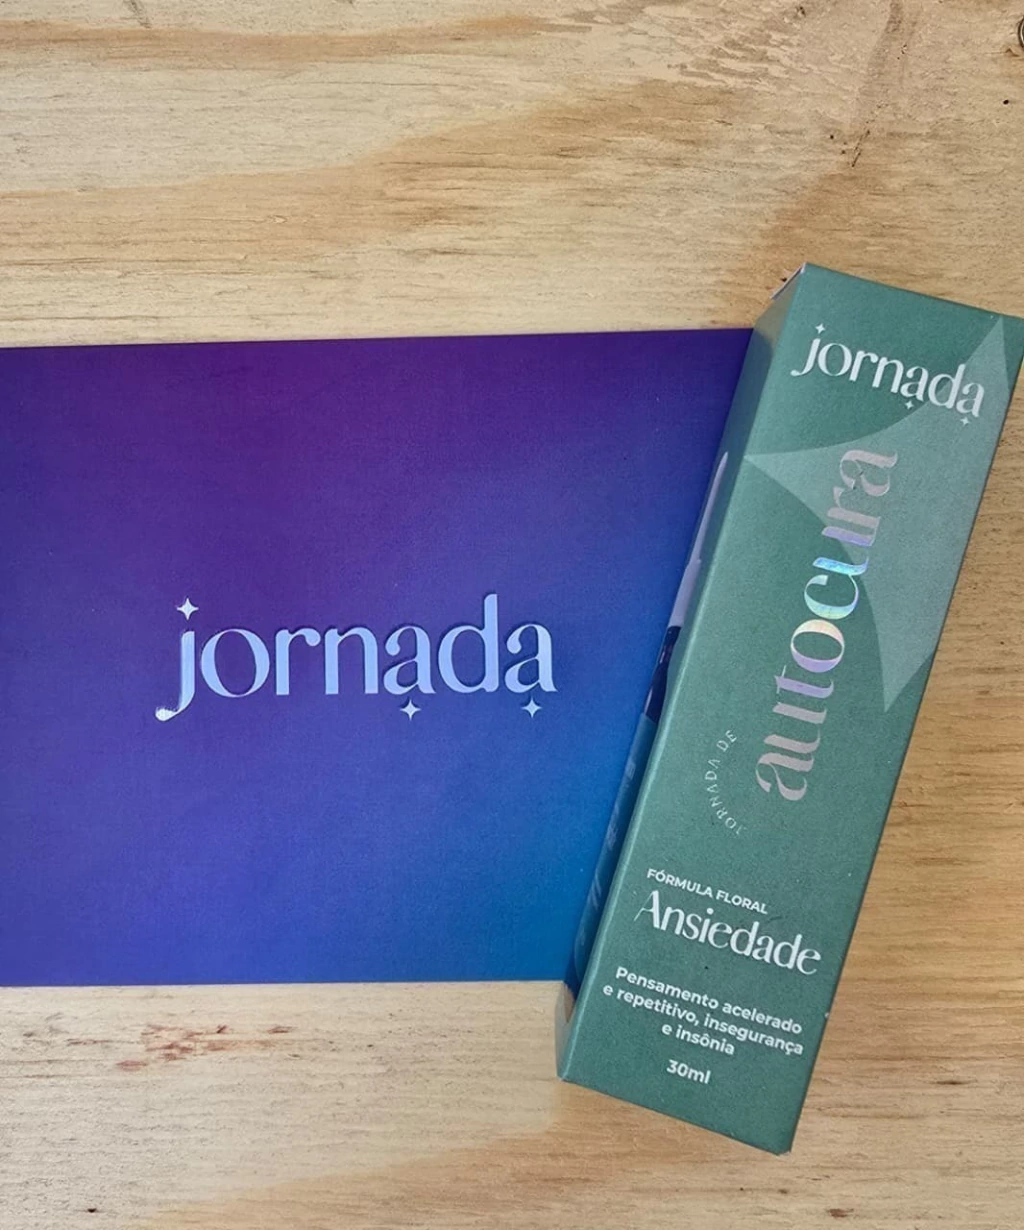 jornada
jornada
autocura
JORNADA DE
FÓRMULA FLORAL
Ansiedade
Pensamento acelerado
e repetitivo, insegurança
e insônia
30ml